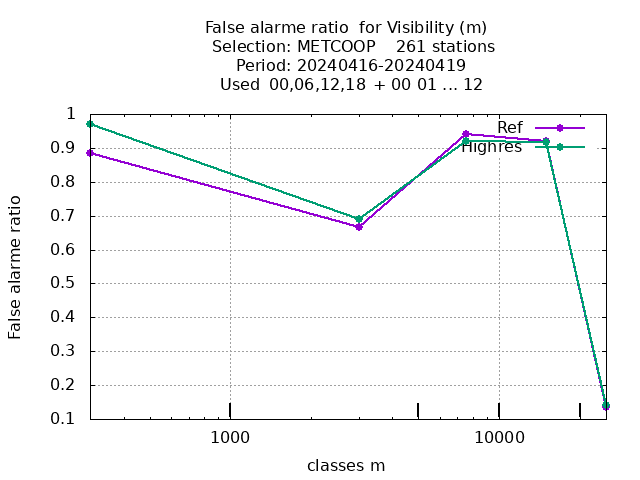 False alarme ratio  for Visibility (m)
Selection: METCOOP    261 stations
Period: 20240416-20240419
Used  00,06,12,18  + 00 01 ... 12
Ref
Highres
1
0.9
0.8
0.7
0.6
0.5
0.4
0.3
0.2
0.1
False alarme ratio
1000
10000
classes m